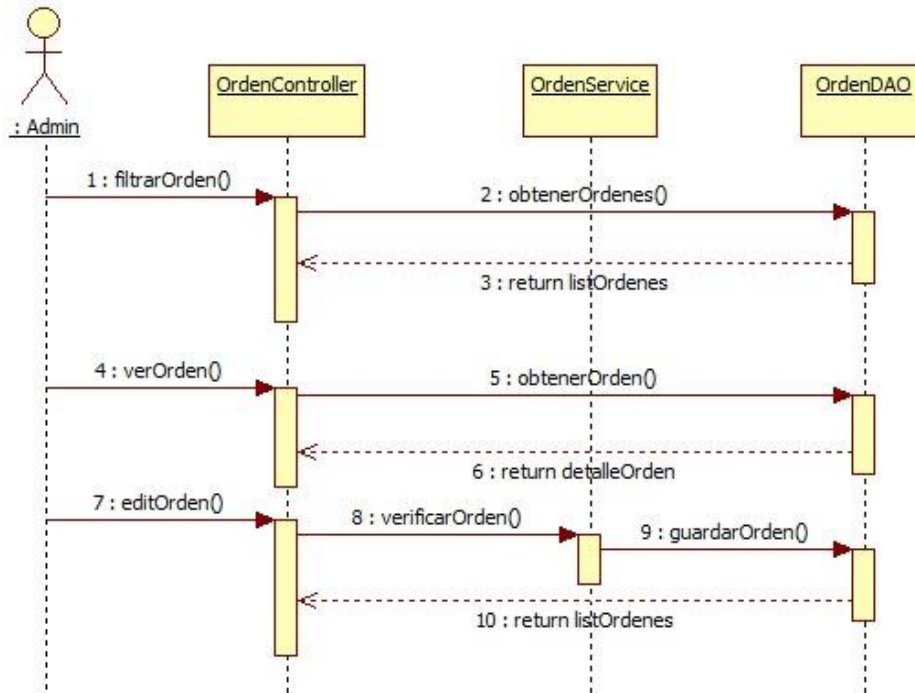 : Admin
OrdenController
OrdenService
OrdenDAO
1 : filtrarOrden()
2 : obtenerOrdenes()
3 : return listOrdenes
4 : verOrden()
5 : obtenerOrden()
6 : return detalleOrden
7 : editOrden()
8 : verificarOrden()
9 : guardarOrden()
10 : return listOrdenes